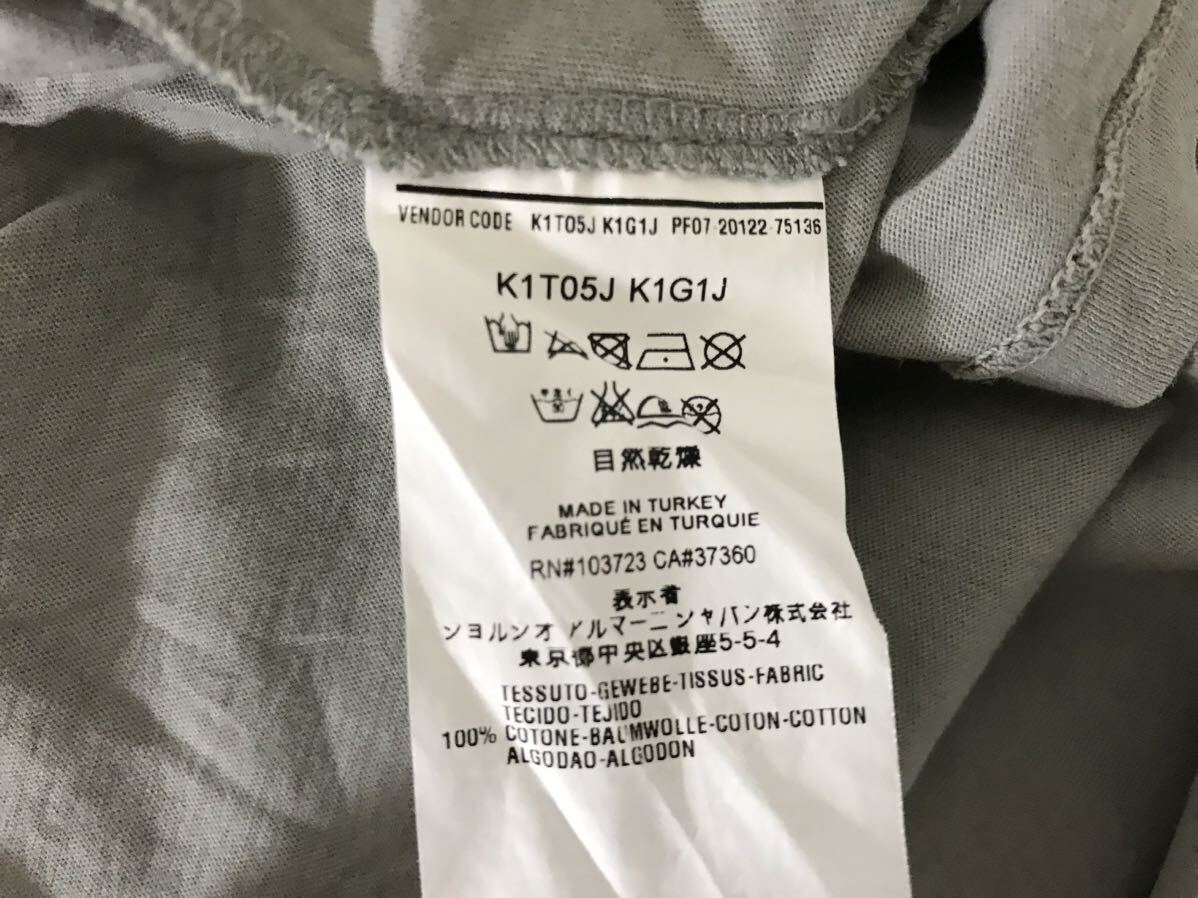 VENDOR CODE K1T05J K1G1J PF07 20122 75136
K1T05J K1G1J
自然乾燥
MADE IN TURKEY
FABRIQUÉ EN TURQUIE
RN#103723 CA#37360
表示者
ジョルジオ アルマーニ ジャパン株式会社
東京都中央区銀座5-5-4
TESSUTO-GEWEBE-TISSUS-FABRIC
TECIDO-TEJIDO
100% COTONE-BAUMWOLLE-COTON-COTTON
ALGODAO-ALGODON